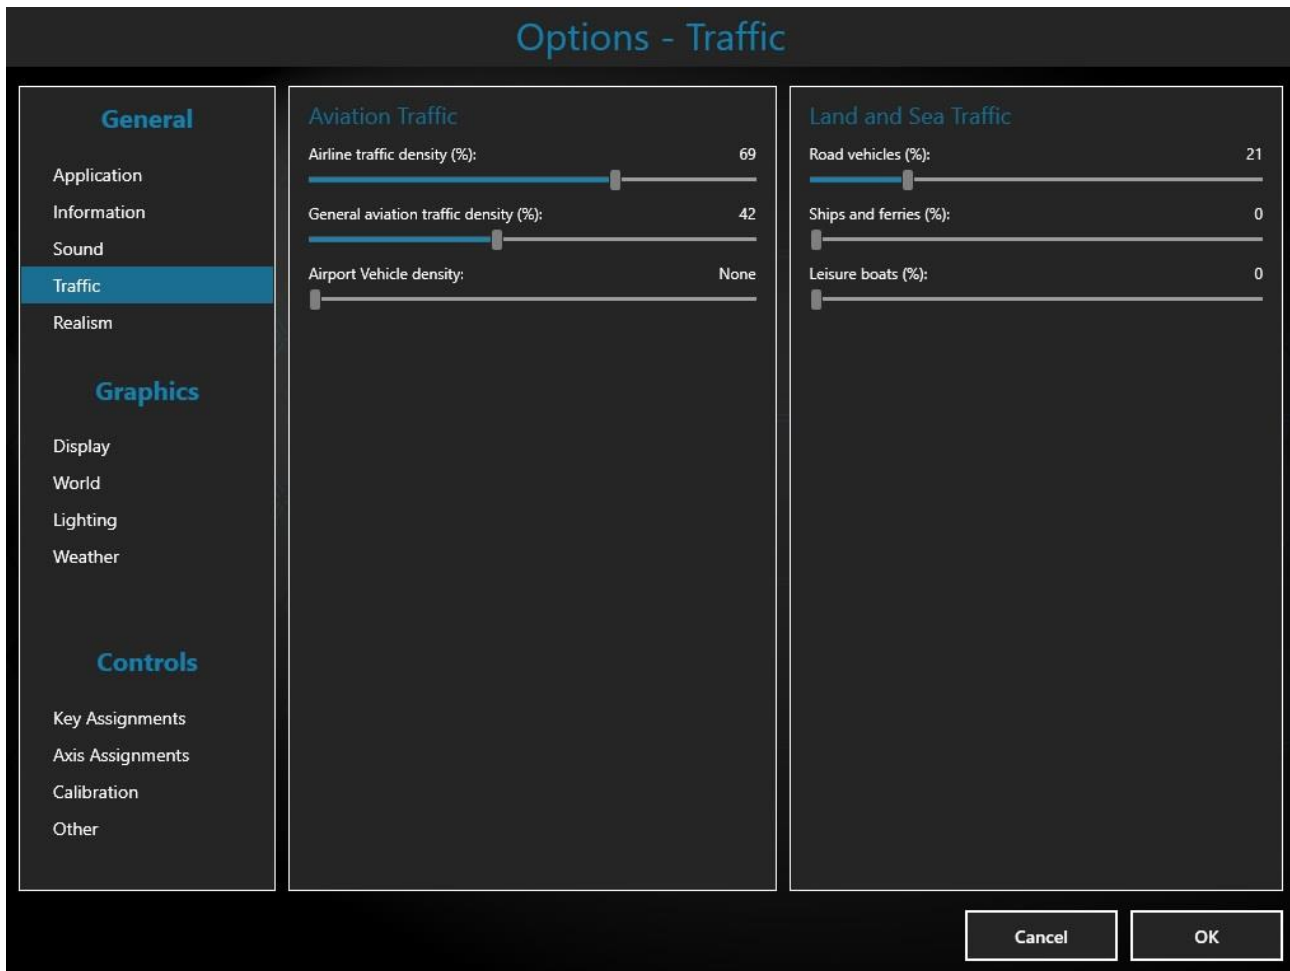 Options - Traffic
General
Application
Information
Sound
Traffic
Realism
Graphics
Display
World
Lighting
Weather
Controls
Key Assignments
Axis Assignments
Calibration
Other
Aviation Traffic
Airline traffic density (%): 69
General aviation traffic density (%): 42
Airport Vehicle density: None
Land and Sea Traffic
Road vehicles (%): 21
Ships and ferries (%): 0
Leisure boats (%): 0
Cancel OK